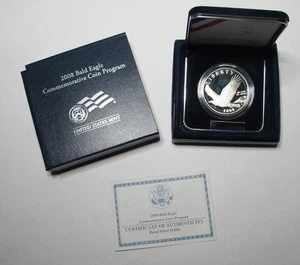 2008 Bald Eagle
Commemorative Coin Program
UNITED STATES MINT
LIBERTY
2008
2008 Bald Eagle
Commemorative Coin Program
CERTIFICATE OF AUTHENTICITY
Proof Silver Dollar